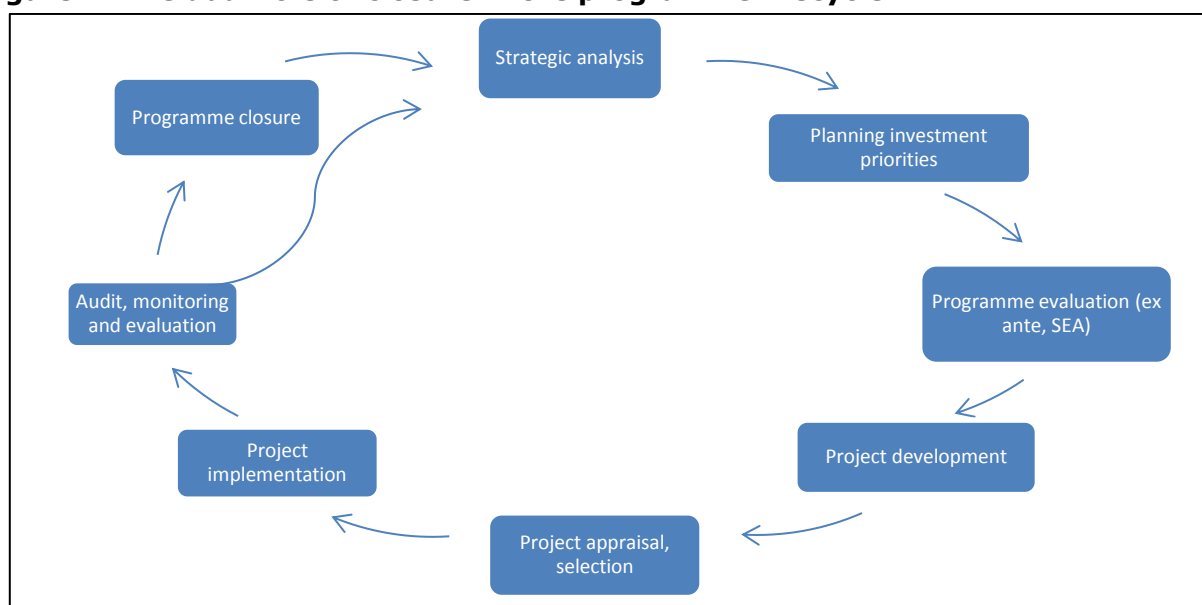 Strategic analysis
Planning investment
priorities
Programme evaluation (ex
ante, SEA)
Project development
Project appraisal,
selection
Project
implementation
Audit, monitoring
and evaluation
Programme closure